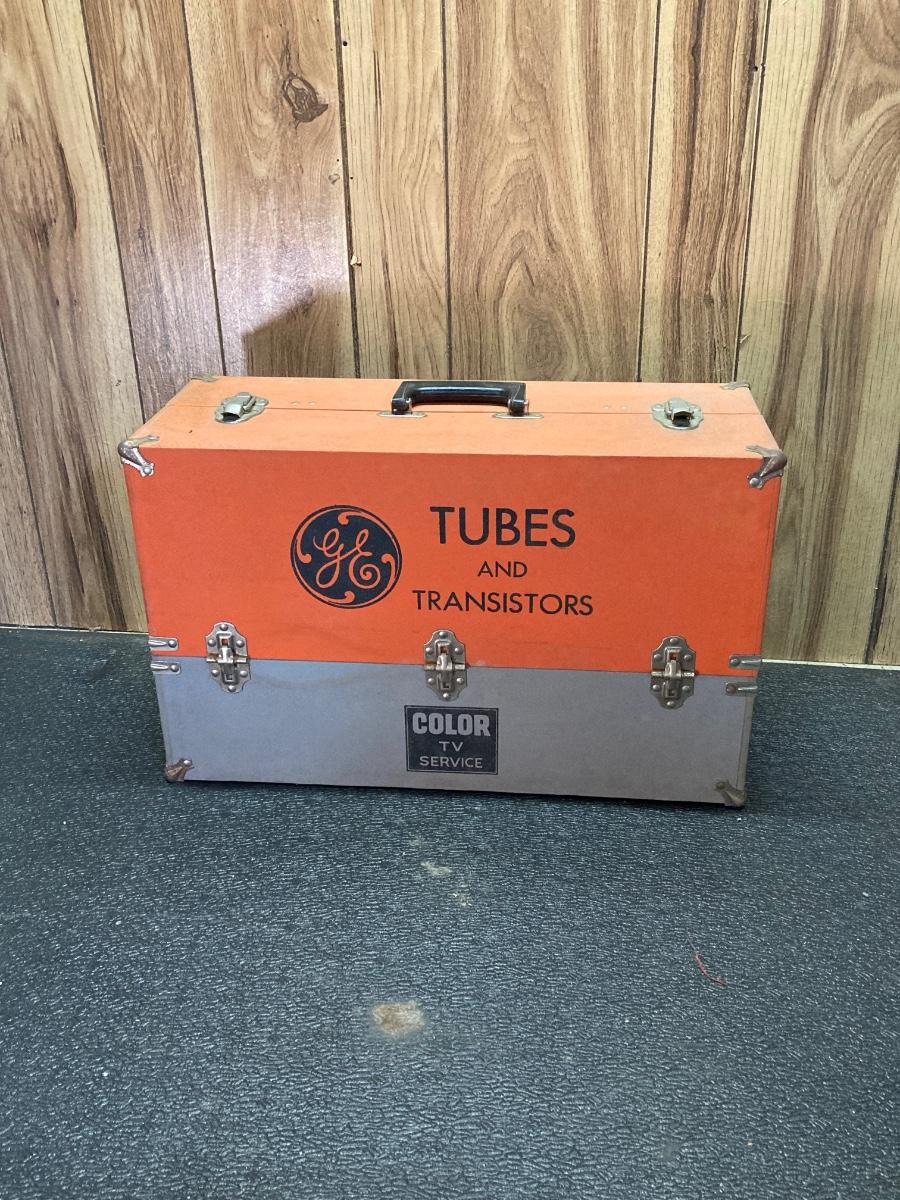 GE
TUBES
AND
TRANSISTORS
COLOR
TV
SERVICE